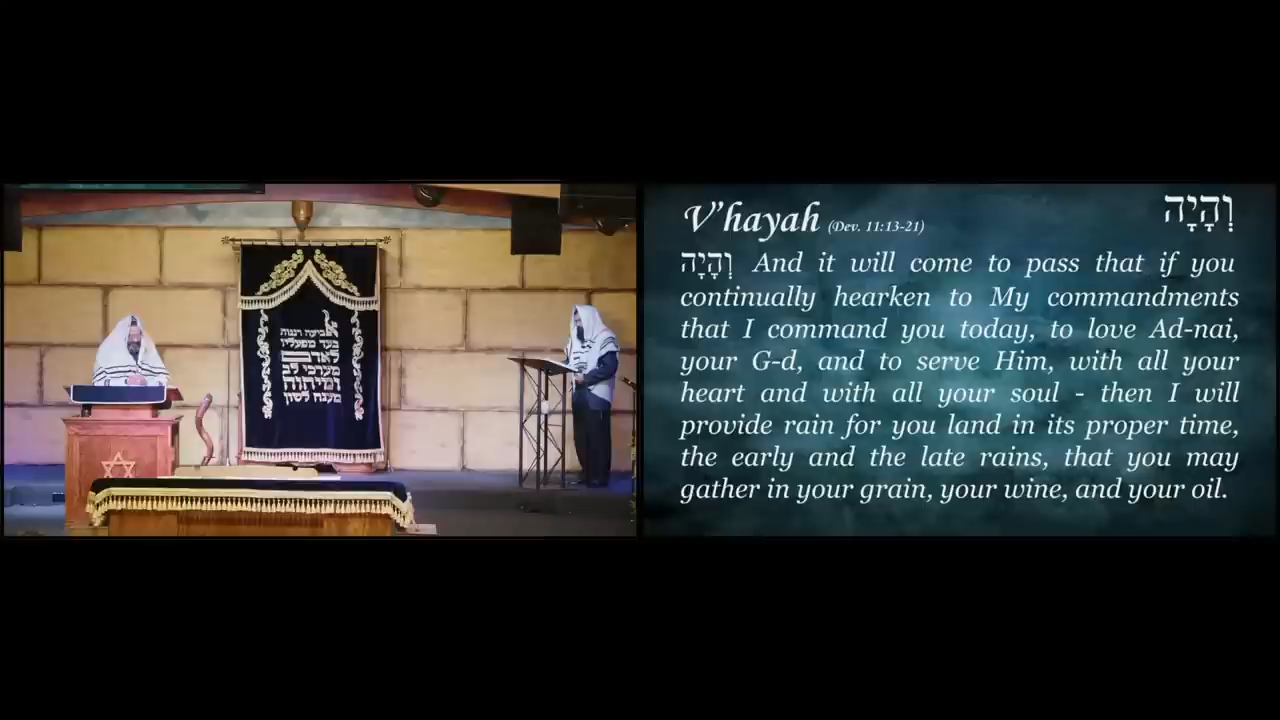 V'hayah (Dev. 11:13-21) וְהָיָה
וְהָיָה And it will come to pass that if you
continually hearken to My commandments
that I command you today, to love Ad-nai,
your G-d, and to serve Him, with all your
heart and with all your soul - then I will
provide rain for you land in its proper time,
the early and the late rains, that you may
gather in your grain, your wine, and your oil.